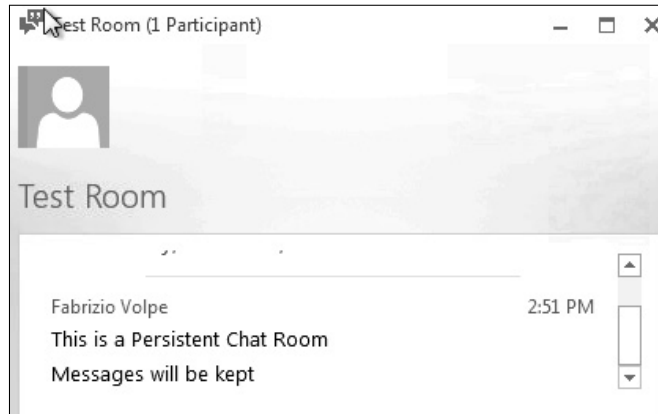 Test Room (1 Participant)
Test Room
Fabrizio Volpe 2:51 PM
This is a Persistent Chat Room
Messages will be kept